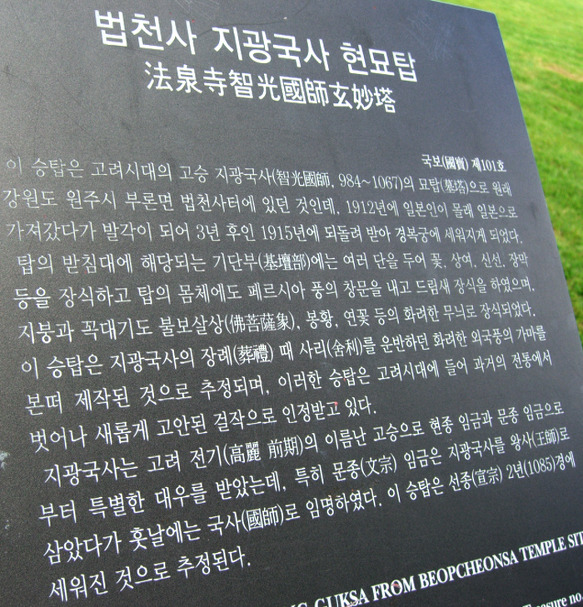 법천사 지광국사 현묘탑
法泉寺智光國師玄妙塔
국보(國寶) 제101호
이 승탑은 고려시대의 고승 지광국사(智光國師, 984~1067)의 묘탑(墓塔)으로 원래
강원도 원주시 부론면 법천사터에 있던 것인데, 1912년에 일본인이 몰래 일본으로
가져갔다가 발각이 되어 3년 후인 1915년에 되돌려 받아 경복궁에 세워지게 되었다.
탑의 받침대에 해당되는 기단부(基壇部)에는 여러 단을 두어 꽃, 상여, 신선, 장막
등을 장식하고 탑의 몸체에도 페르시아 풍의 창문을 내고 드림새 장식을 하였으며,
지붕과 꼭대기도 불보살상(佛菩薩象), 봉황, 연꽃 등의 화려한 무늬로 장식되었다.
이 승탑은 지광국사의 장례(葬禮) 때 사리(舍利)를 운반하던 화려한 외국풍의 가마를
본떠 제작된 것으로 추정되며, 이러한 승탑은 고려시대에 들어 과거의 전통에서
벗어나 새롭게 고안된 걸작으로 인정받고 있다.
지광국사는 고려 전기(高麗 前期)의 이름난 고승으로 현종 임금과 문종 임금으로
부터 특별한 대우를 받았는데, 특히 문종(文宗) 임금은 지광국사를 왕사(王師)로
삼았다가 훗날에는 국사(國師)로 임명하였다. 이 승탑은 선종(宣宗) 2년(1085)경에
세워진 것으로 추정된다.
GUKSA FROM BEOPCHEONSA TEMPLE SIT
Treasure no